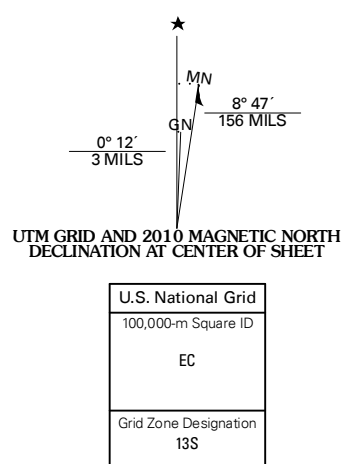 MN
GN
8° 47´
156 MILS
0° 12´
3 MILS
UTM GRID AND 2010 MAGNETIC NORTH
DECLINATION AT CENTER OF SHEET
U.S. National Grid
100,000-m Square ID
EC
Grid Zone Designation
13S